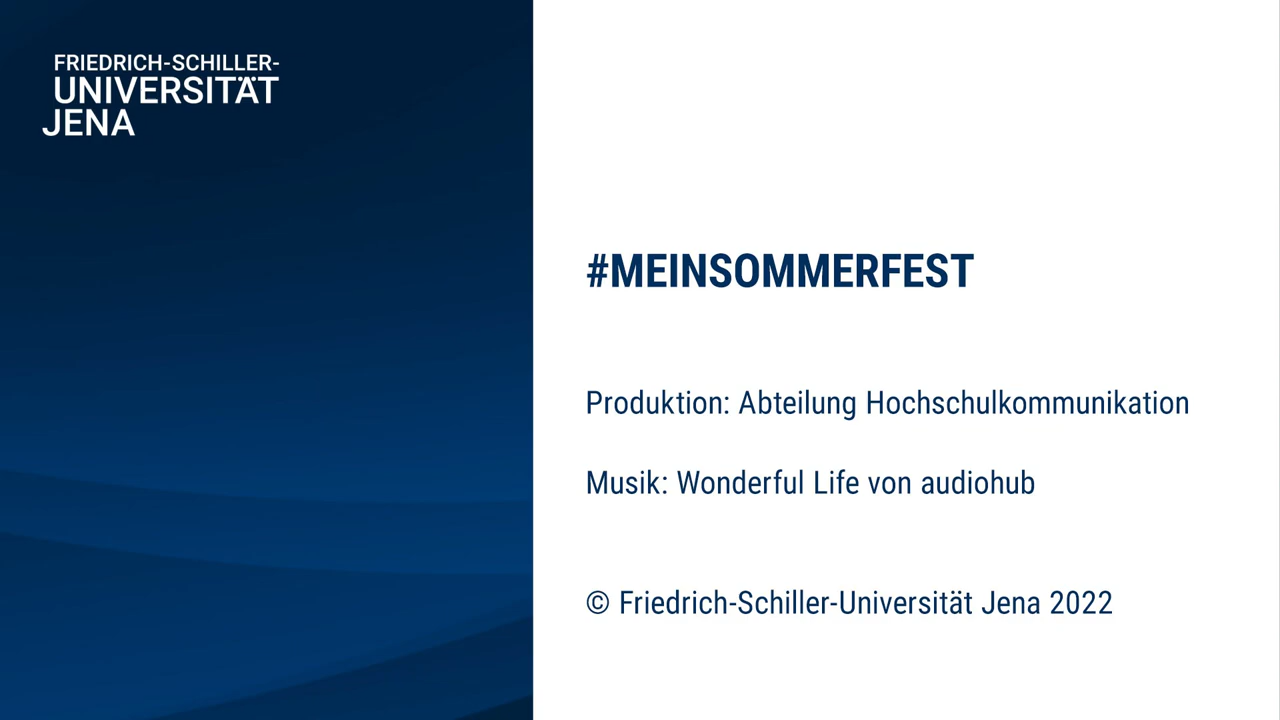 FRIEDRICH-SCHILLER-
UNIVERSITÄT
JENA
#MEINSOMMERFEST
Produktion: Abteilung Hochschulkommunikation
Musik: Wonderful Life von audiohub
© Friedrich-Schiller-Universität Jena 2022